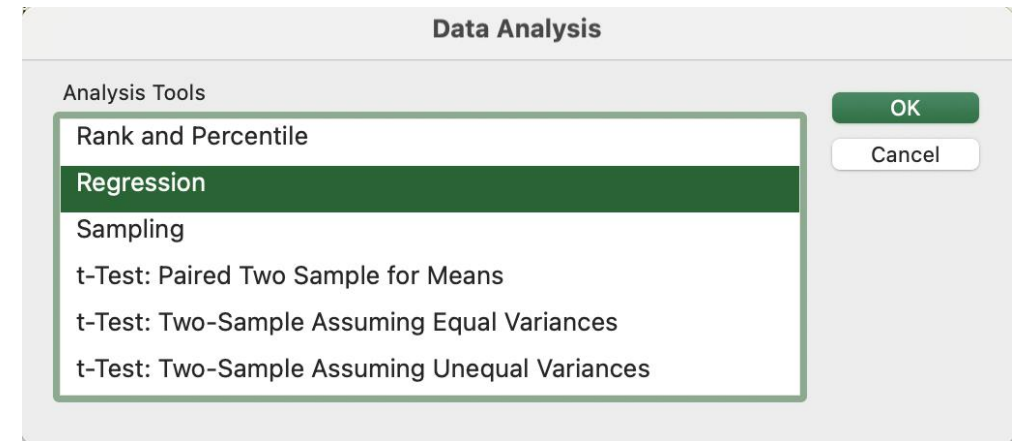 Data Analysis
Analysis Tools
Rank and Percentile
Regression
Sampling
t-Test: Paired Two Sample for Means
t-Test: Two-Sample Assuming Equal Variances
t-Test: Two-Sample Assuming Unequal Variances
OK
Cancel